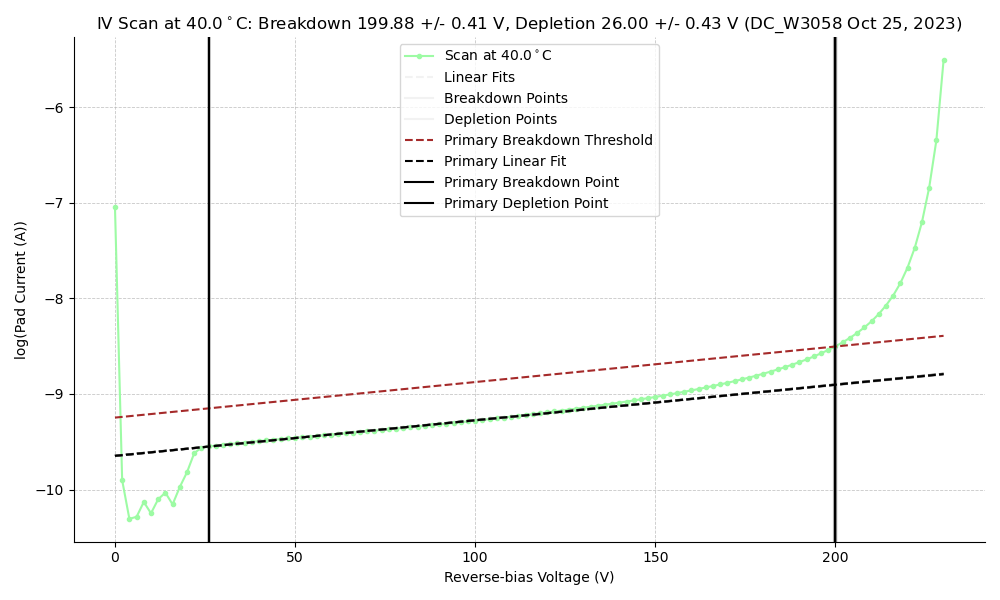 IV Scan at 40.0°C: Breakdown 199.88 +/- 0.41 V, Depletion 26.00 +/- 0.43 V (DC_W3058 Oct 25, 2023)
Scan at 40.0°C
Linear Fits
Breakdown Points
Depletion Points
Primary Breakdown Threshold
Primary Linear Fit
Primary Breakdown Point
Primary Depletion Point
log(Pad Current (A))
−6
−7
−8
−9
−10
0
50
100
150
200
Reverse-bias Voltage (V)